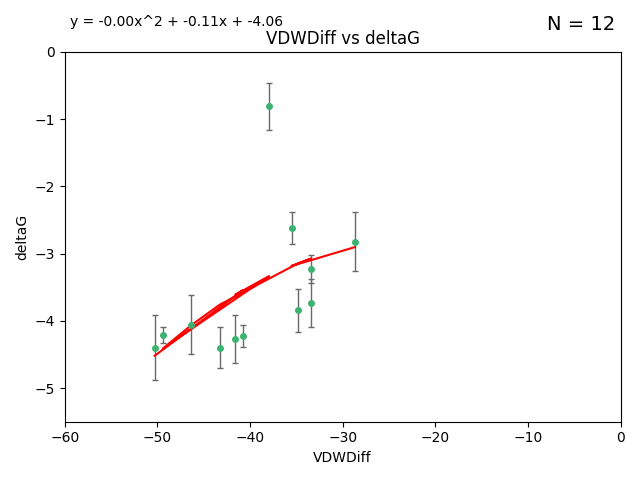 y = -0.00x^2 + -0.11x + -4.06
N = 12
VDWDiff vs deltaG
0
−1
−2
−3
−4
−5
deltaG
−60 −50 −40 −30 −20 −10 0
VDWDiff